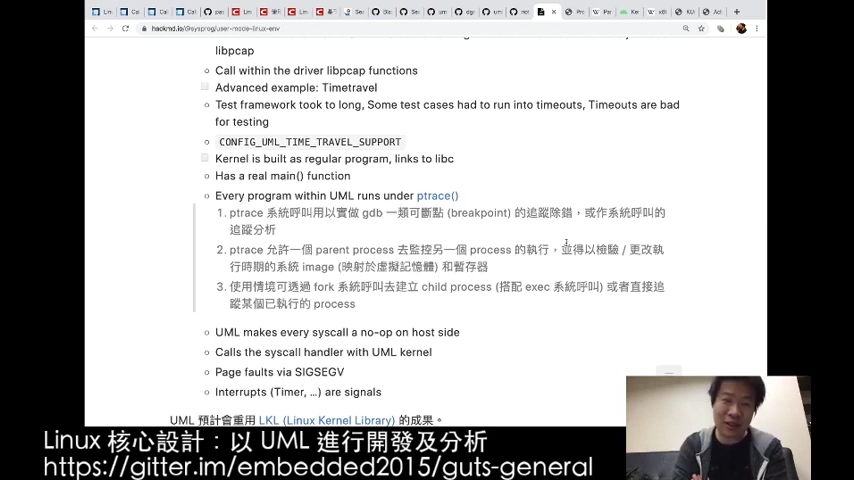 hackmd.io/@sysprog/user-mode-linux-env
libpcap
Call within the driver libpcap functions
Advanced example: Timetravel
Test framework took to long, Some test cases had to run into timeouts, Timeouts are bad
for testing
CONFIG_UML_TIME_TRAVEL_SUPPORT
Kernel is built as regular program, links to libc
Has a real main() function
Every program within UML runs under ptrace()
1. ptrace 系統呼叫用以實做 gdb 一類可斷點 (breakpoint) 的追蹤除錯，或作系統呼叫的
追蹤分析
2. ptrace 允許一個 parent process 去監控另一個 process 的執行，並得以檢驗 / 更改執
行時期的系統 image (映射於虛擬記憶體) 和暫存器
3. 使用情境可透過 fork 系統呼叫去建立 child process (搭配 exec 系統呼叫) 或者直接追
蹤某個已執行的 process
UML makes every syscall a no-op on host side
Calls the syscall handler with UML kernel
Page faults via SIGSEGV
Interrupts (Timer, …) are signals
UML 預計會重用 LKL (Linux Kernel Library) 的成果。
Linux 核心設計：以 UML 進行開發及分析
https://gitter.im/embedded2015/guts-general